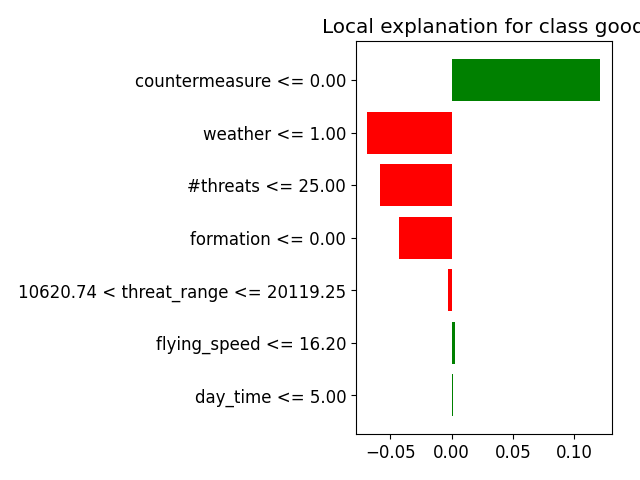 Local explanation for class good
countermeasure <= 0.00
weather <= 1.00
#threats <= 25.00
formation <= 0.00
10620.74 < threat_range <= 20119.25
flying_speed <= 16.20
day_time <= 5.00
−0.05 0.00 0.05 0.10